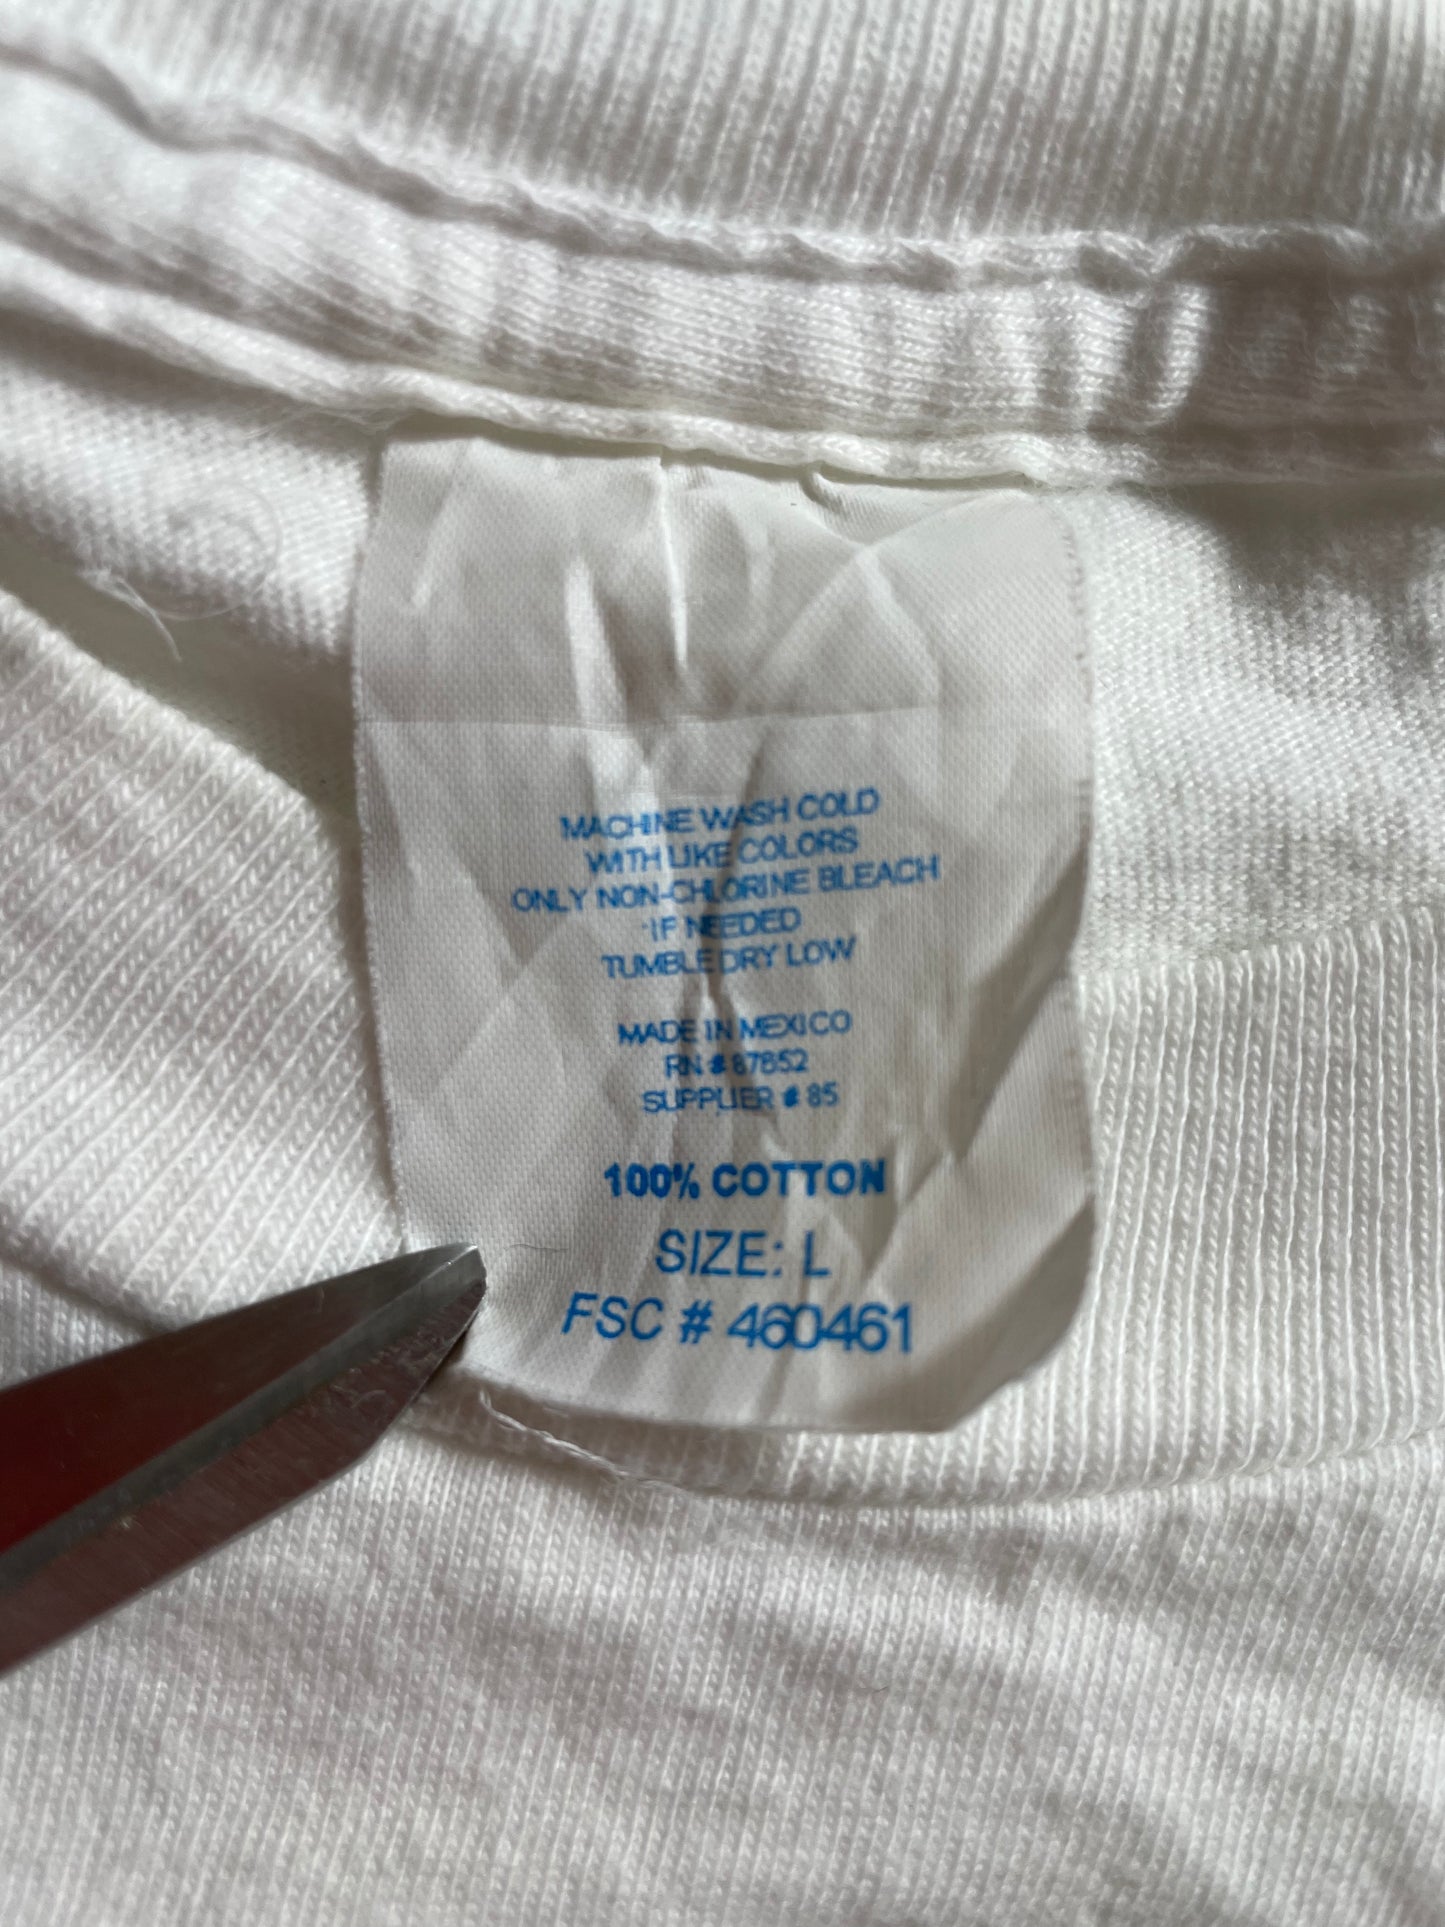 MACHINE WASH COLD
WITH LIKE COLORS
ONLY NON-CHLORINE BLEACH
IF NEEDED
TUMBLE DRY LOW
MADE IN MEXICO
RN # 87852
SUPPLIER # 85
100% COTTON
SIZE: L
FSC # 460461